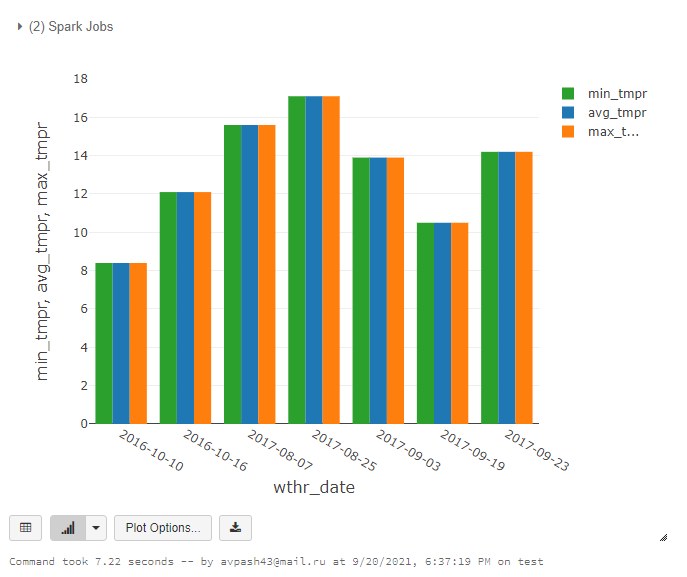 (2) Spark Jobs
18
16
14
12
10
8
6
4
2
0
min_tmpr, avg_tmpr, max_tmpr
min_tmpr
avg_tmpr
max_t...
2016-10-10
2016-10-16
2017-08-07
2017-08-25
2017-09-03
2017-09-19
2017-09-23
wthr_date
Plot Options...
Command took 7.22 seconds -- by avpash43@mail.ru at 9/20/2021, 6:37:19 PM on test